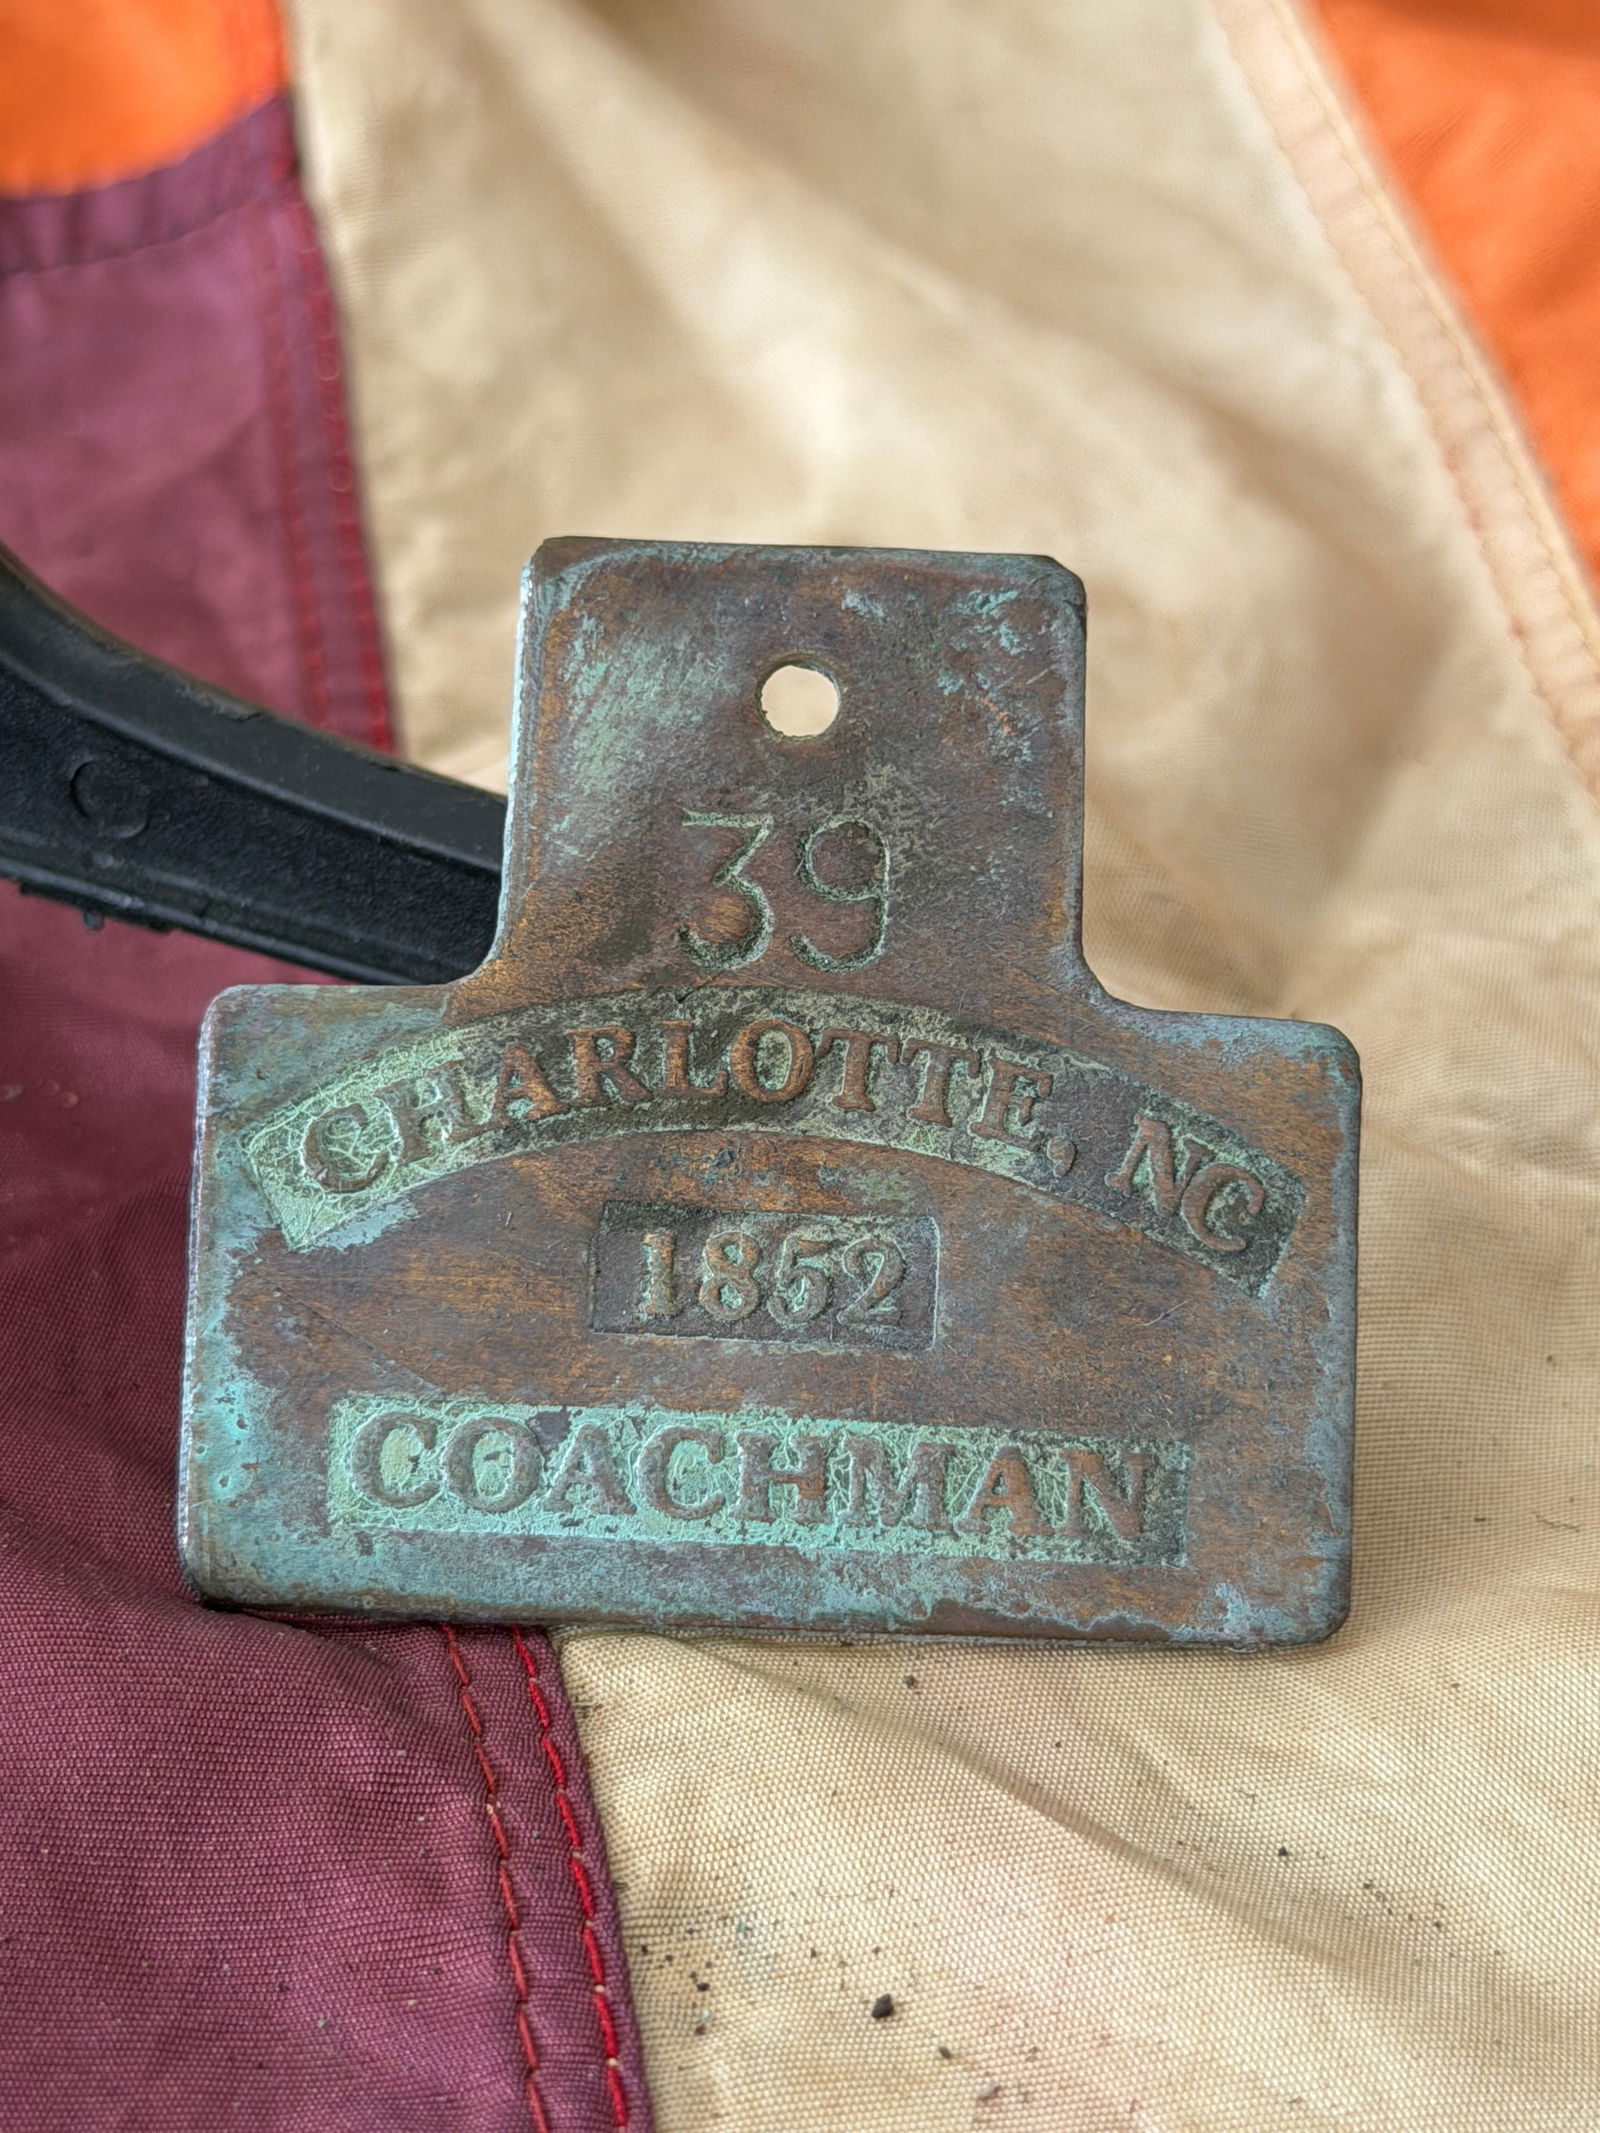 39
CHARLOTTE, NC
1852
COACHMAN